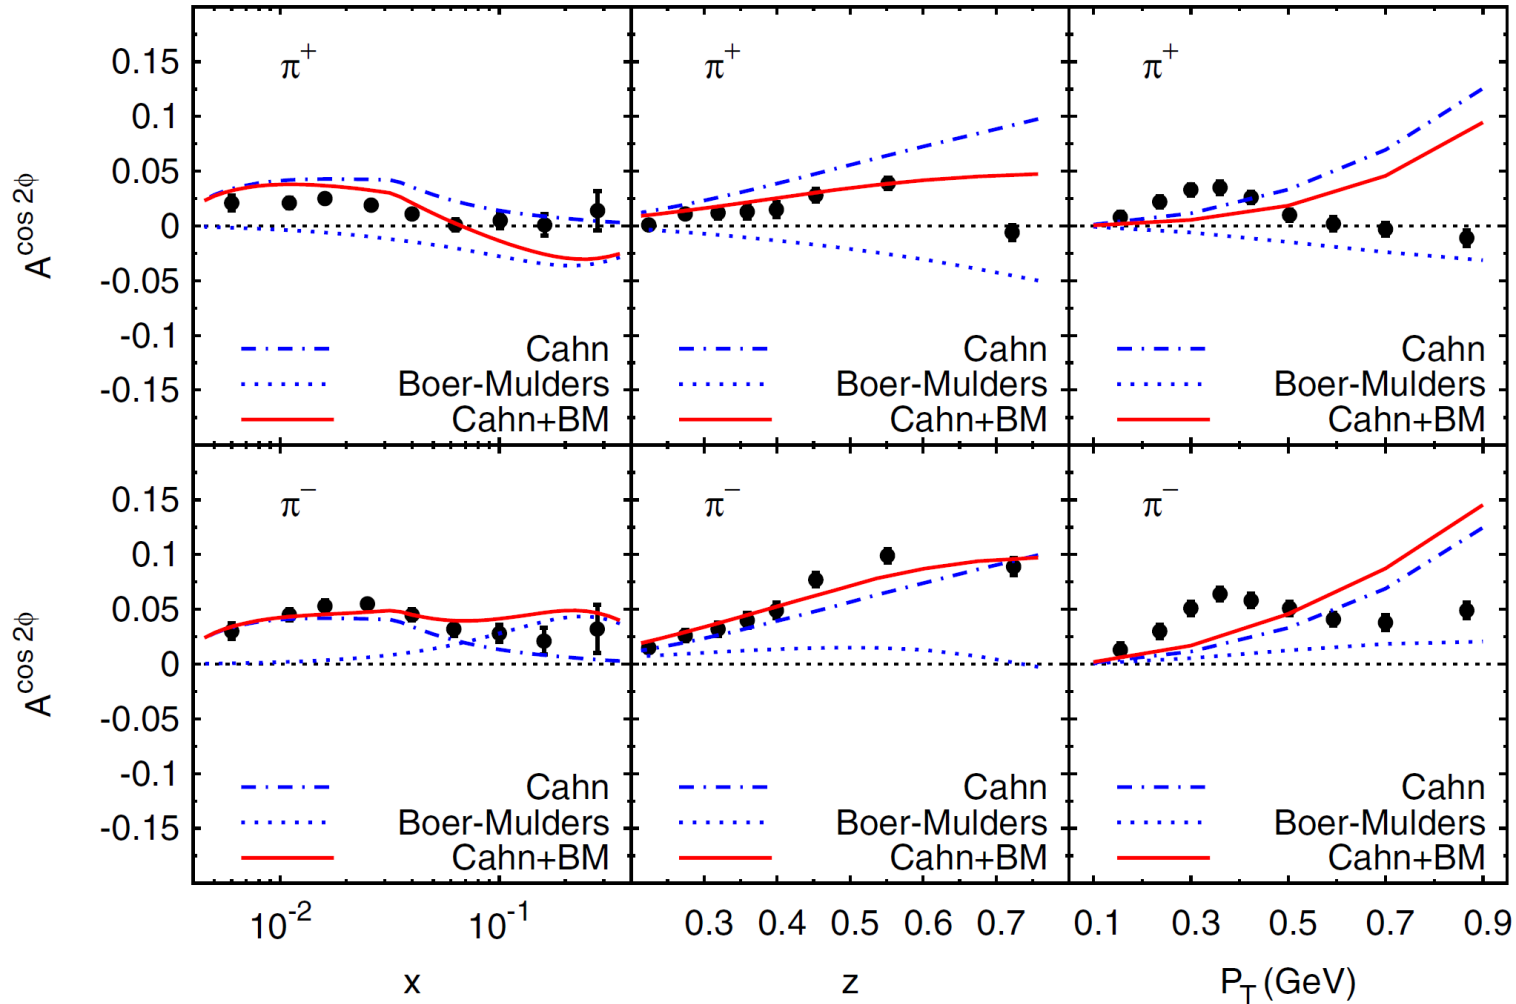 π⁺ π⁺ π⁺
0.15
0.1
0.05
0
-0.05
-0.1
-0.15
A^cos 2ϕ
Cahn Cahn Cahn
Boer-Mulders Boer-Mulders Boer-Mulders
Cahn+BM Cahn+BM Cahn+BM
π⁻ π⁻ π⁻
0.15
0.1
0.05
0
-0.05
-0.1
-0.15
A^cos 2ϕ
Cahn Cahn Cahn
Boer-Mulders Boer-Mulders Boer-Mulders
Cahn+BM Cahn+BM Cahn+BM
10⁻² 10⁻¹ 0.3 0.4 0.5 0.6 0.7 0.1 0.3 0.5 0.7 0.9
x z P_T (GeV)